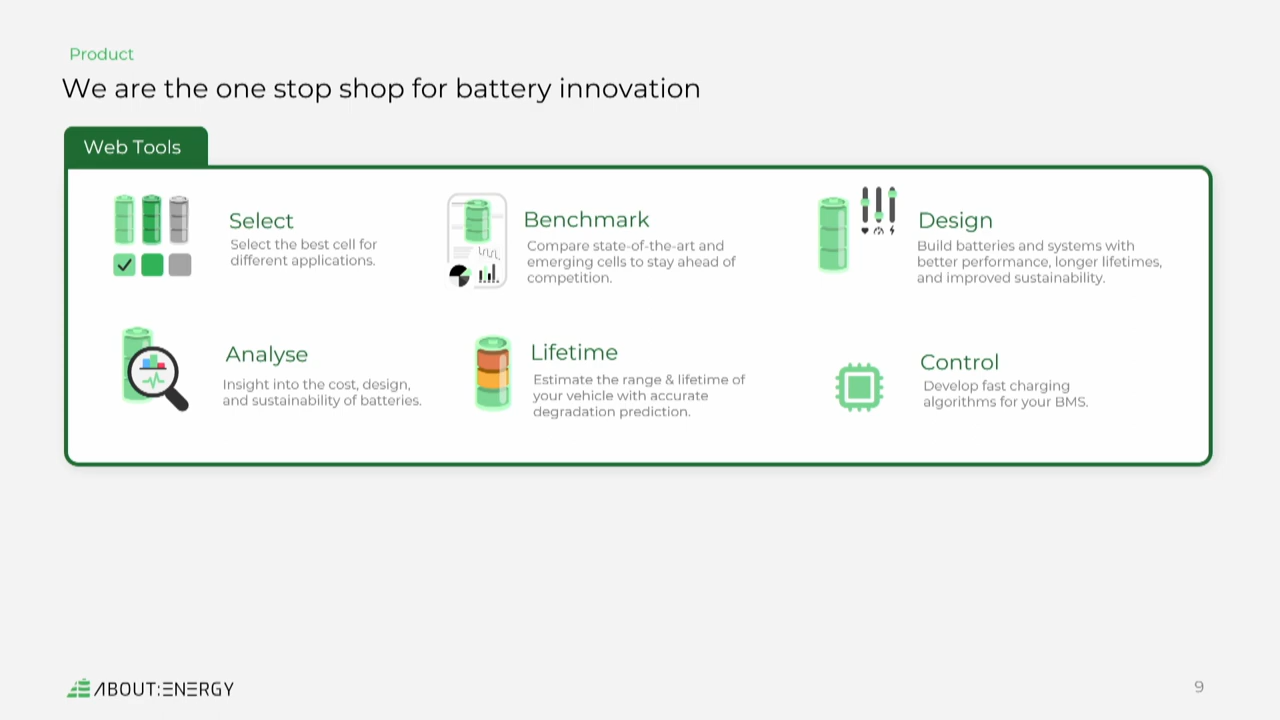 Product
We are the one stop shop for battery innovation
Web Tools
Select
Select the best cell for
different applications.
Benchmark
Compare state-of-the-art and
emerging cells to stay ahead of
competition.
Design
Build batteries and systems with
better performance, longer lifetimes,
and improved sustainability.
Analyse
Insight into the cost, design,
and sustainability of batteries.
Lifetime
Estimate the range & lifetime of
your vehicle with accurate
degradation prediction.
Control
Develop fast charging
algorithms for your BMS.
ABOUT:ENERGY
9